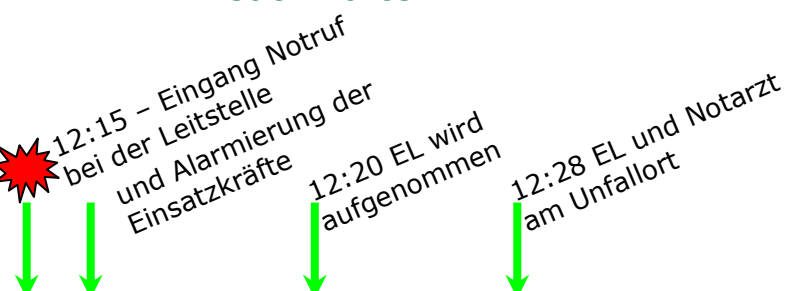 12:15 – Eingang Notruf
bei der Leitstelle
und Alarmierung der
Einsatzkräfte
12:20 EL wird
aufgenommen
12:28 EL und Notarzt
am Unfallort